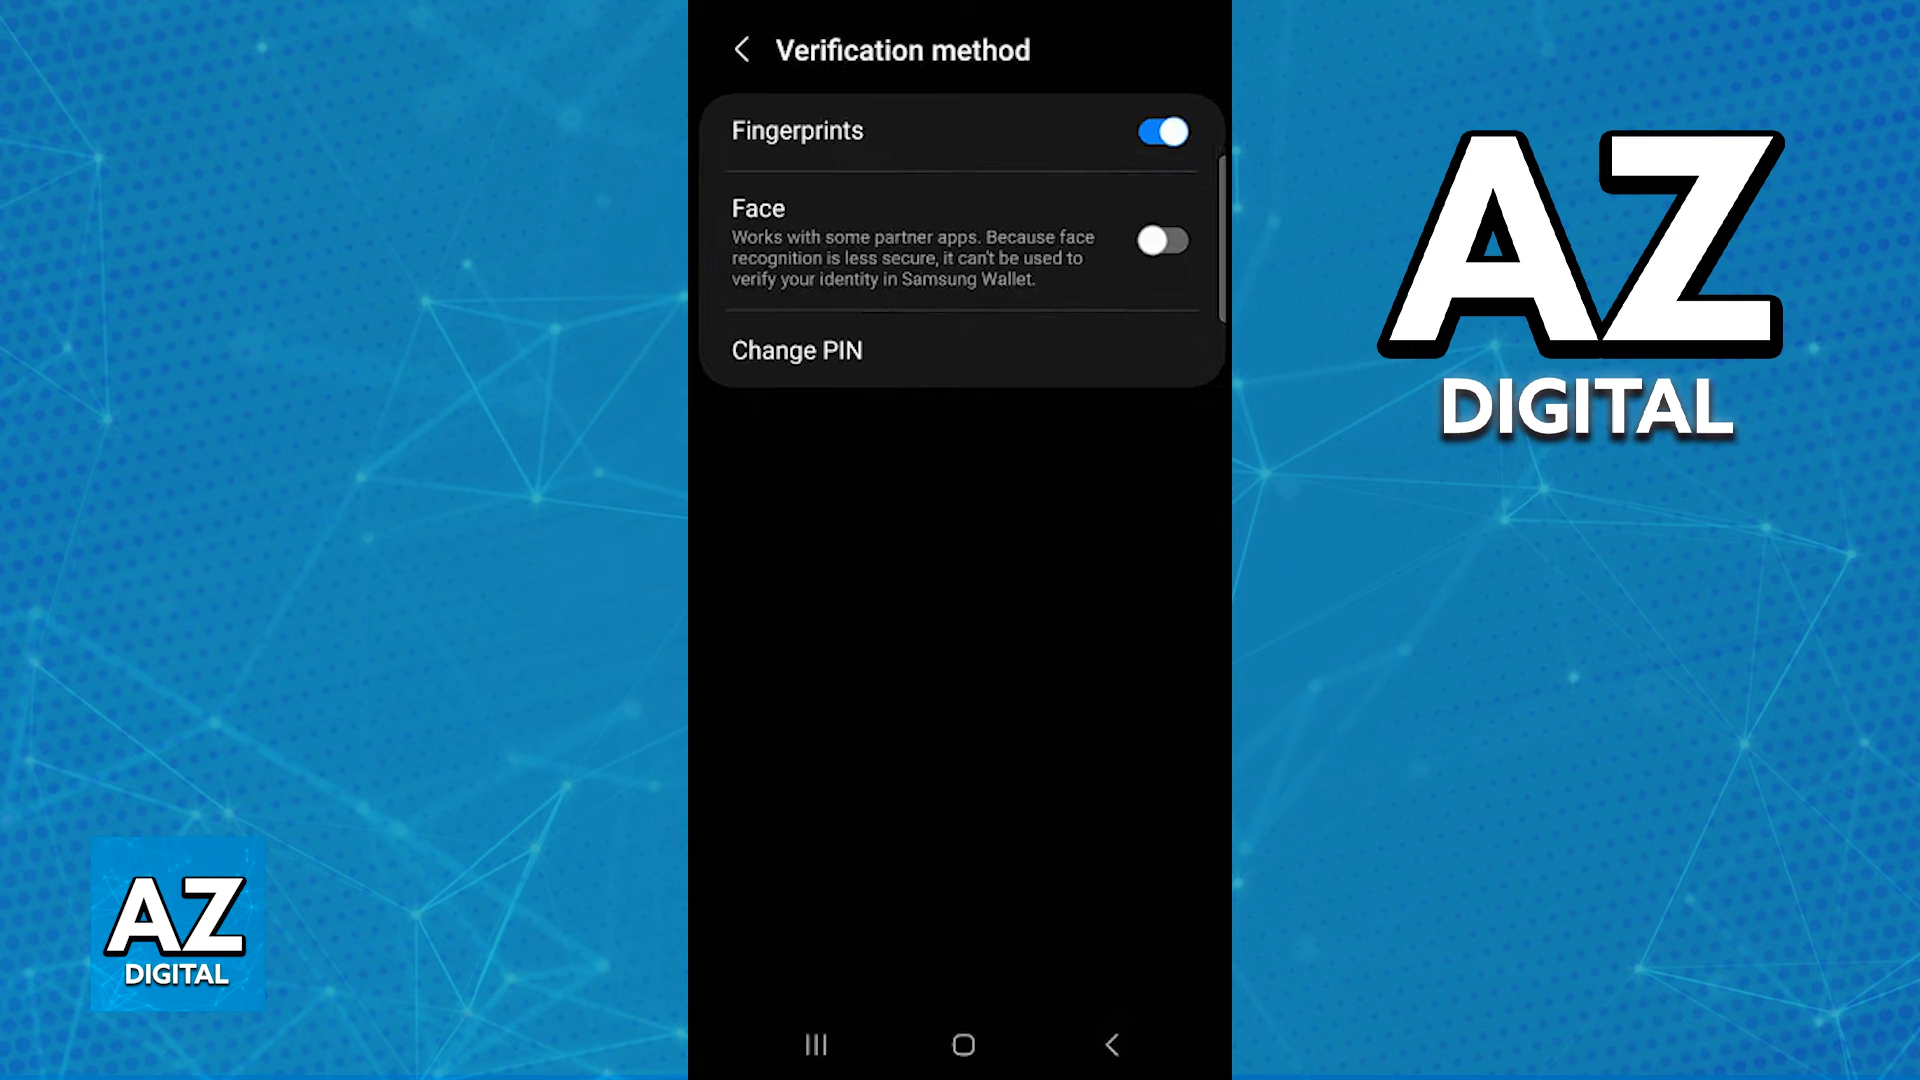 Verification method
Fingerprints
Face
Works with some partner apps. Because face
recognition is less secure, it can't be used to
verify your identity in Samsung Wallet.
Change PIN
AZ
DIGITAL
AZ
DIGITAL